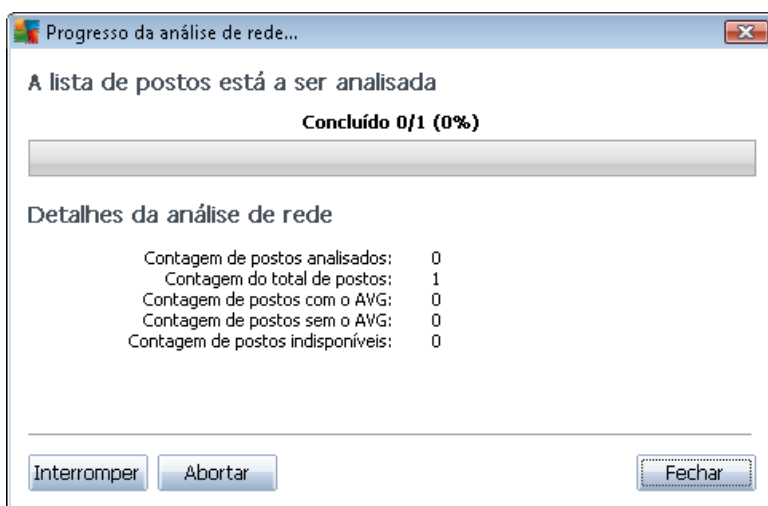 Progresso da análise de rede...
A lista de postos está a ser analisada
Concluído 0/1 (0%)
Detalhes da análise de rede
Contagem de postos analisados: 0
Contagem do total de postos: 1
Contagem de postos com o AVG: 0
Contagem de postos sem o AVG: 0
Contagem de postos indisponíveis: 0
Interromper Abortar Fechar